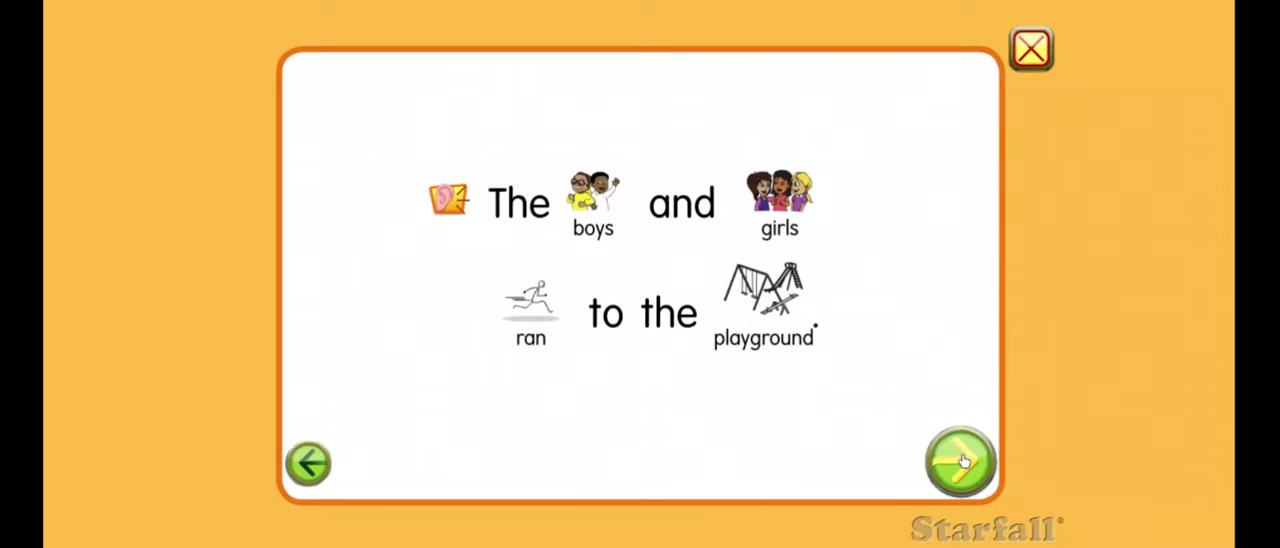 The and
boys girls
to the .
ran playground
Starfall®